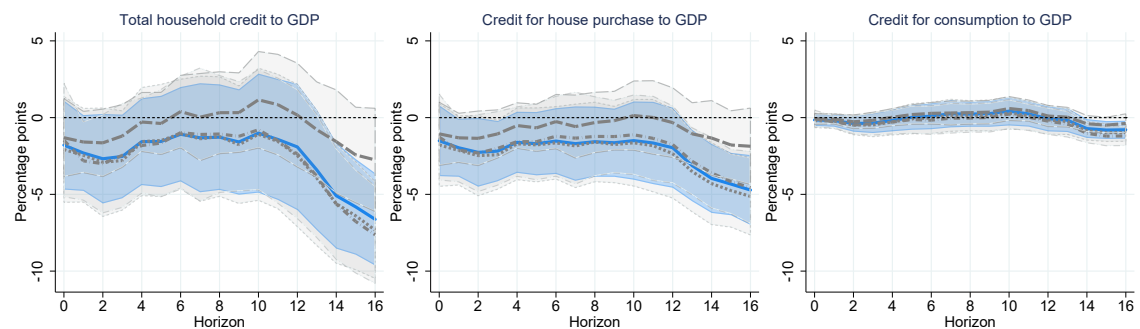 Total household credit to GDP
Percentage points
5
0
-5
-10
0 2 4 6 8 10 12 14 16
Horizon
Credit for house purchase to GDP
Percentage points
5
0
-5
-10
0 2 4 6 8 10 12 14 16
Horizon
Credit for consumption to GDP
Percentage points
5
0
-5
-10
0 2 4 6 8 10 12 14 16
Horizon